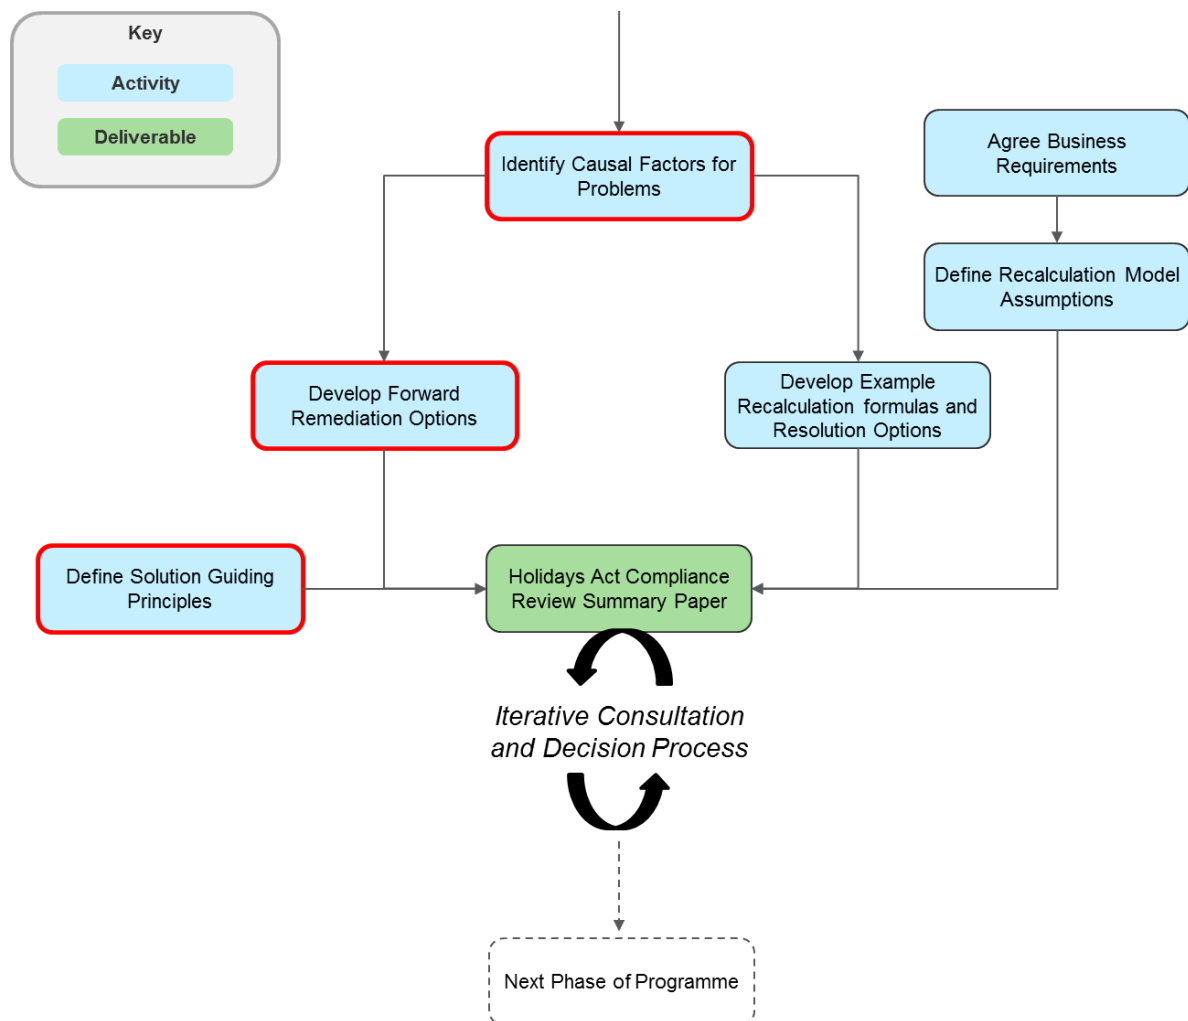 Key
Activity
Deliverable
Identify Causal Factors for
Problems
Agree Business
Requirements
Define Recalculation Model
Assumptions
Develop Forward
Remediation Options
Develop Example
Recalculation formulas and
Resolution Options
Define Solution Guiding
Principles
Holidays Act Compliance
Review Summary Paper
Iterative Consultation
and Decision Process
Next Phase of Programme